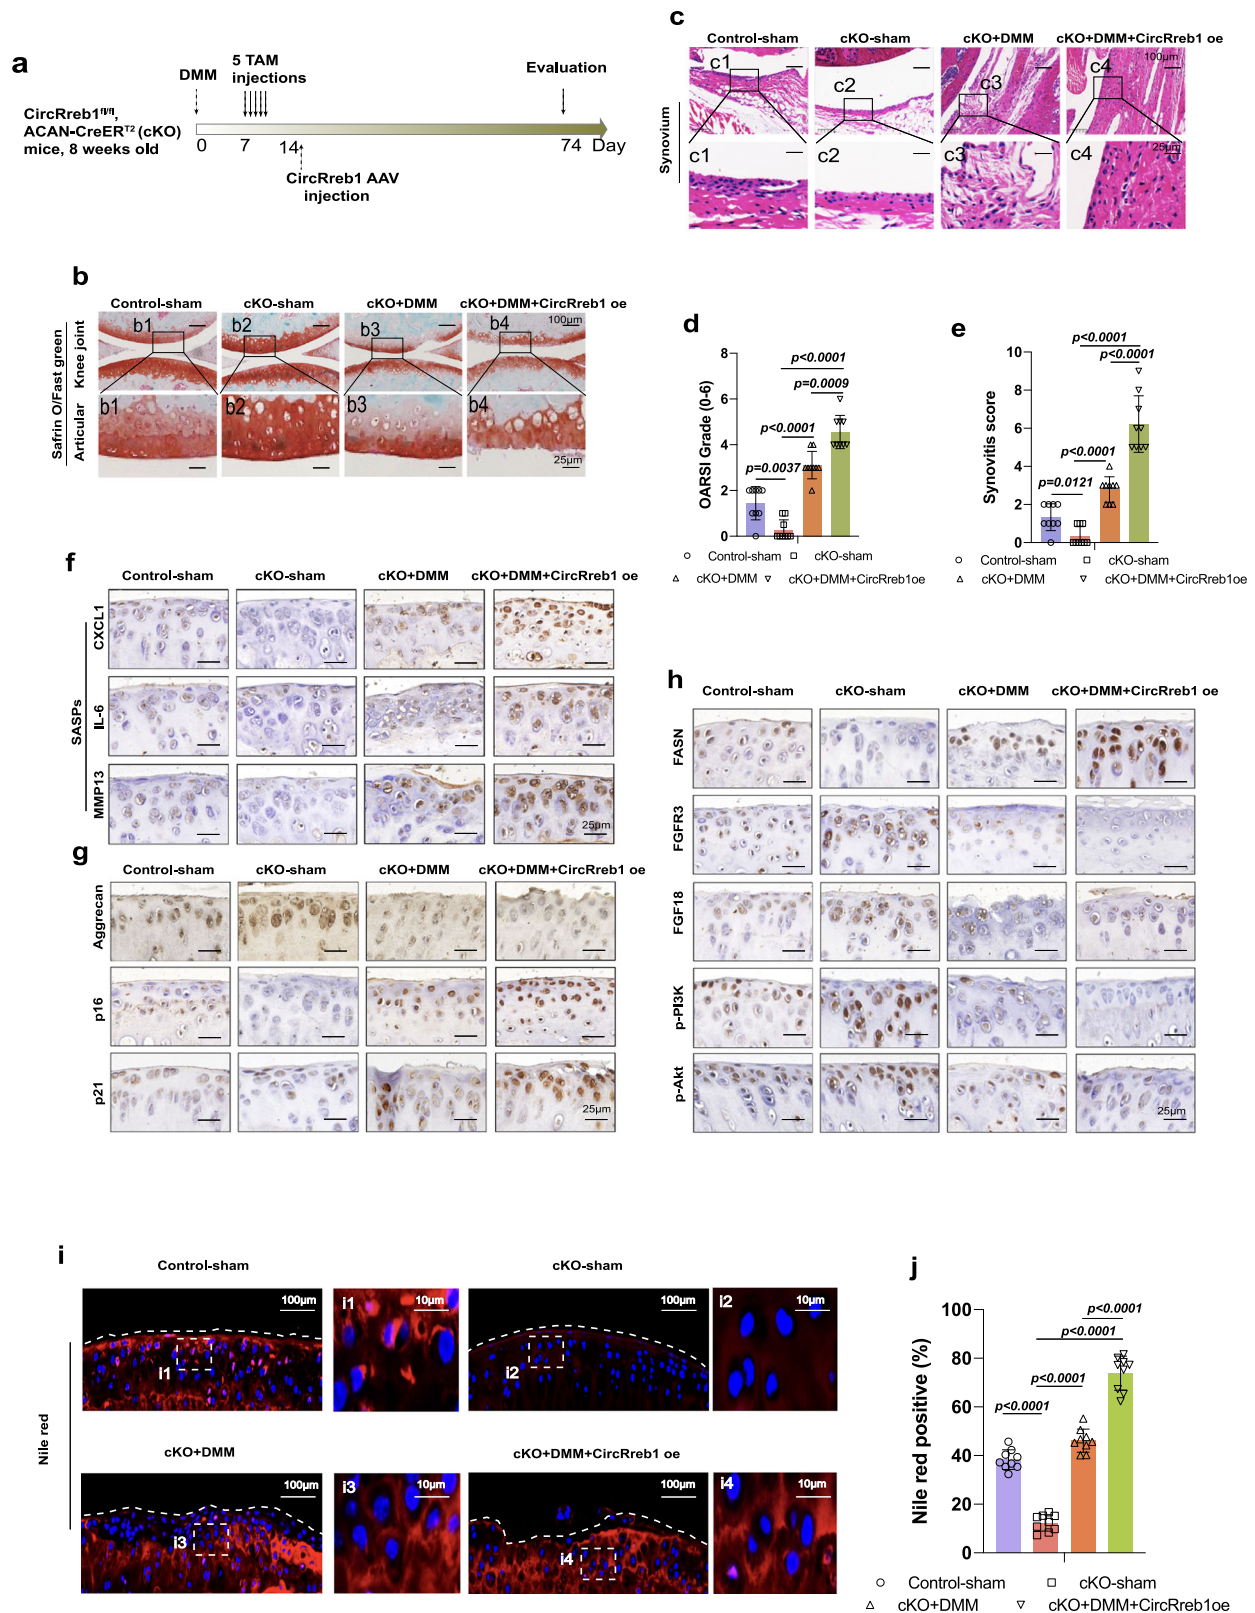 a
DMM
5 TAM
injections
Evaluation
CircRreb1fl/fl,
ACAN-CreERT2 (cKO)
mice, 8 weeks old
0
7
14
74 Day
CircRreb1 AAV
injection
b
Control-sham
cKO-sham
cKO+DMM
cKO+DMM+CircRreb1 oe
Safrin O/Fast green
Knee joint
Articular
b1
b2
b3
b4
100μm
b1
b2
b3
b4
25μm
c
Control-sham
cKO-sham
cKO+DMM
cKO+DMM+CircRreb1 oe
Synovium
c1
c2
c3
c4
100μm
c1
c2
c3
c4
25μm
d
OARSI Grade (0-6)
8
6
4
2
0
p<0.0001
p=0.0009
p<0.0001
p=0.0037
Control-sham
cKO-sham
cKO+DMM
cKO+DMM+CircRreb1oe
e
Synovitis score
10
8
6
4
2
0
p<0.0001
p<0.0001
p<0.0001
p=0.0121
Control-sham
cKO-sham
cKO+DMM
cKO+DMM+CircRreb1oe
f
Control-sham
cKO-sham
cKO+DMM
cKO+DMM+CircRreb1 oe
SASPs
CXCL1
IL-6
MMP13
25μm
g
Control-sham
cKO-sham
cKO+DMM
cKO+DMM+CircRreb1 oe
Aggrecan
p16
p21
25μm
h
Control-sham
cKO-sham
cKO+DMM
cKO+DMM+CircRreb1 oe
FASN
FGFR3
FGF18
p-PI3K
p-Akt
25μm
i
Control-sham
cKO-sham
Nile red
100μm
i1
i1
10μm
100μm
i2
i2
10μm
cKO+DMM
cKO+DMM+CircRreb1 oe
100μm
i3
i3
10μm
100μm
i4
i4
10μm
j
Nile red positive (%)
100
80
60
40
20
0
p<0.0001
p<0.0001
p<0.0001
p<0.0001
Control-sham
cKO-sham
cKO+DMM
cKO+DMM+CircRreb1oe